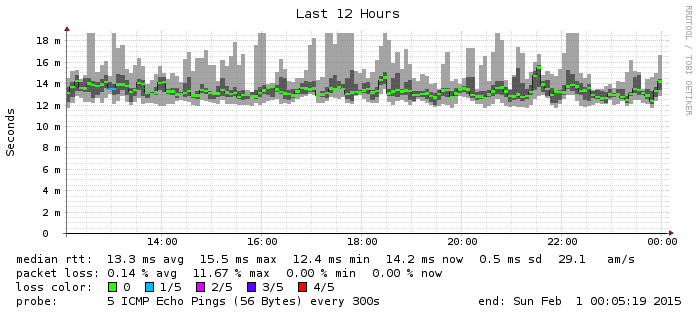 Last 12 Hours
RRDTOOL / TOBI OETIKER
Seconds
18 m
16 m
14 m
12 m
10 m
8 m
6 m
4 m
2 m
0
14:00 16:00 18:00 20:00 22:00 00:00
median rtt: 13.3 ms avg 15.5 ms max 12.4 ms min 14.2 ms now 0.5 ms sd 29.1 am/s
packet loss: 0.14 % avg 11.67 % max 0.00 % min 0.00 % now
loss color: 0 1/5 2/5 3/5 4/5
probe: 5 ICMP Echo Pings (56 Bytes) every 300s end: Sun Feb 1 00:05:19 2015